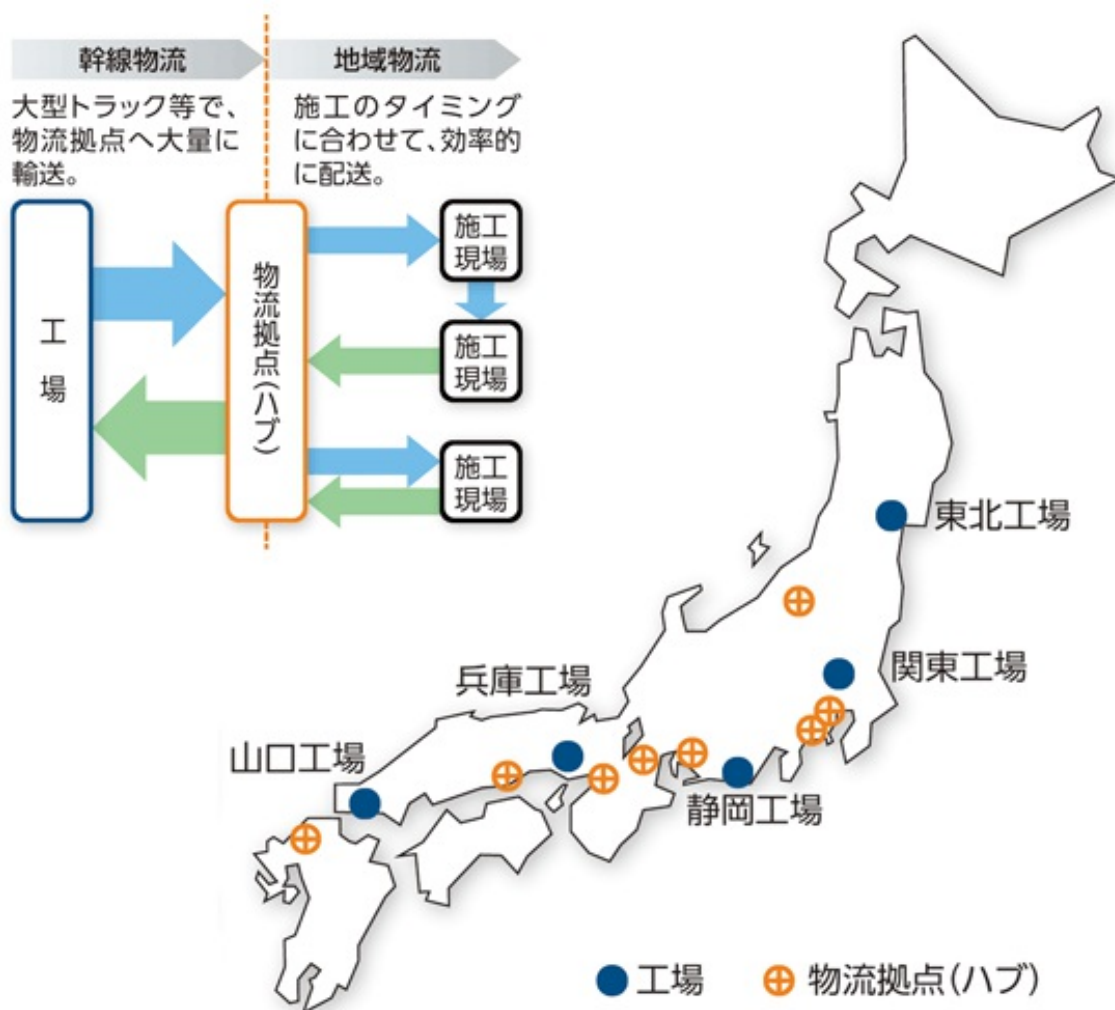 幹線物流
大型トラック等で、
物流拠点へ大量に
輸送。
地域物流
施工のタイミング
に合わせて、効率的
に配送。
工場
物流拠点(ハブ)
施工
現場
施工
現場
施工
現場
東北工場
関東工場
兵庫工場
山口工場
静岡工場
工場
物流拠点(ハブ)